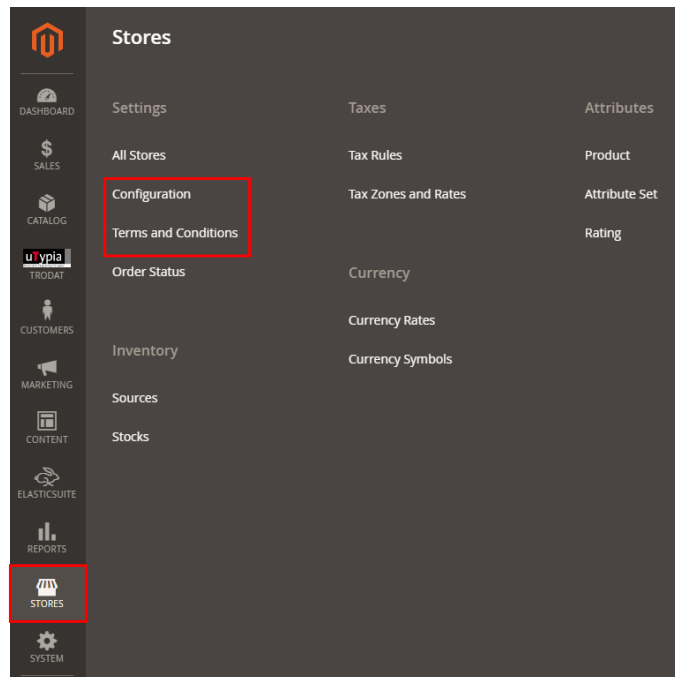 Stores
DASHBOARD
SALES
CATALOG
uTypia
TRODAT
CUSTOMERS
MARKETING
CONTENT
ELASTICSUITE
REPORTS
STORES
SYSTEM
Settings
All Stores
Configuration
Terms and Conditions
Order Status
Inventory
Sources
Stocks
Taxes
Tax Rules
Tax Zones and Rates
Currency
Currency Rates
Currency Symbols
Attributes
Product
Attribute Set
Rating